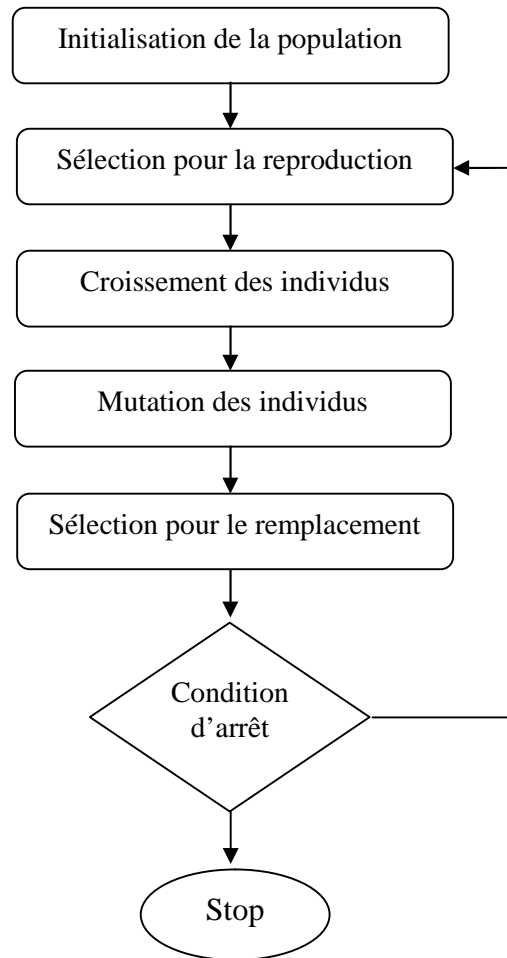 Initialisation de la population
Sélection pour la reproduction
Croissement des individus
Mutation des individus
Sélection pour le remplacement
Condition
d’arrêt
Stop